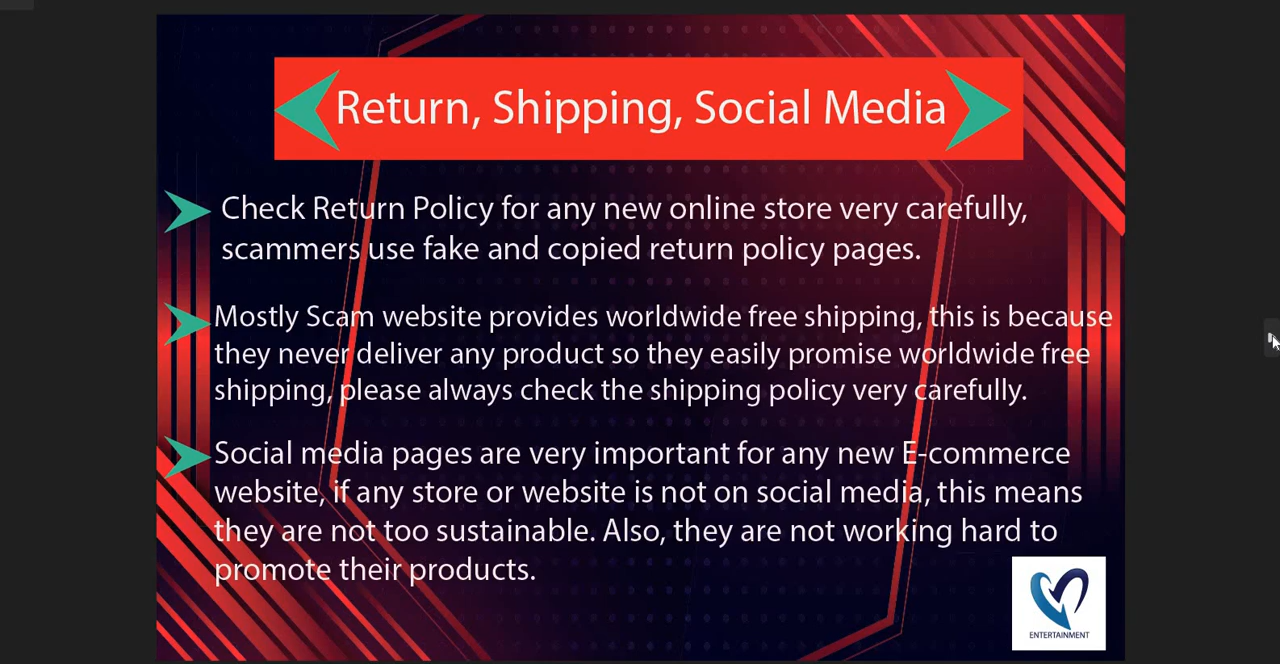 Return, Shipping, Social Media
Check Return Policy for any new online store very carefully,
scammers use fake and copied return policy pages.
Mostly Scam website provides worldwide free shipping, this is because
they never deliver any product so they easily promise worldwide free
shipping, please always check the shipping policy very carefully.
Social media pages are very important for any new E-commerce
website, if any store or website is not on social media, this means
they are not too sustainable. Also, they are not working hard to
promote their products.
ENTERTAINMENT